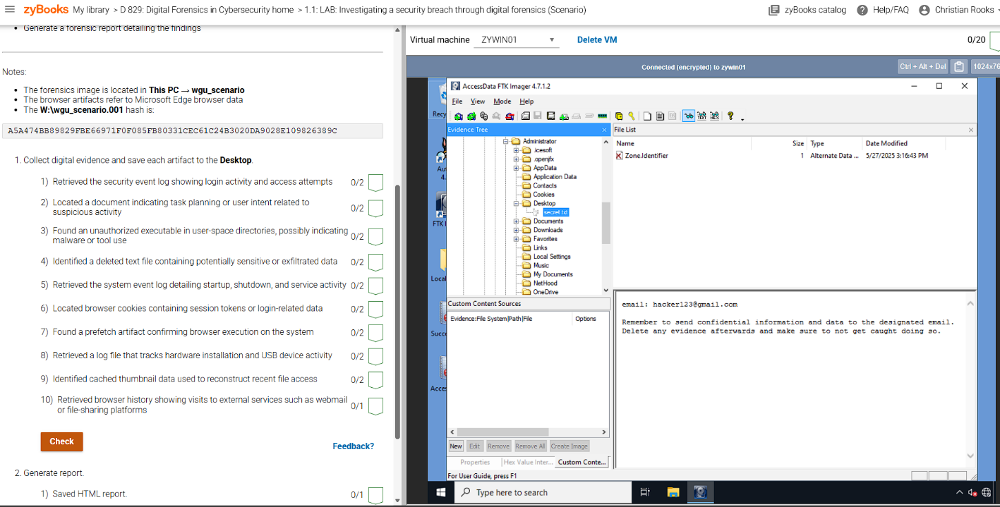 zyBooks My library > D 829: Digital Forensics in Cybersecurity home > 1.1: LAB: Investigating a security breach through digital forensics (Scenario)
zyBooks catalog
Help/FAQ
Christian Rooks
Generate a forensic report detailing the findings
Notes:
The forensics image is located in This PC → wgu_scenario
The browser artifacts refer to Microsoft Edge browser data
The W:\wgu_scenario.001 hash is:
A5A474BB89829FBE66971F0F085FB80331CEC61C24B3020DA9028E109826389C
1. Collect digital evidence and save each artifact to the Desktop.
1) Retrieved the security event log showing login activity and access attempts 0/2
2) Located a document indicating task planning or user intent related to
suspicious activity 0/2
3) Found an unauthorized executable in user-space directories, possibly indicating
malware or tool use 0/2
4) Identified a deleted text file containing potentially sensitive or exfiltrated data 0/2
5) Retrieved the system event log detailing startup, shutdown, and service activity 0/2
6) Located browser cookies containing session tokens or login-related data 0/2
7) Found a prefetch artifact confirming browser execution on the system 0/2
8) Retrieved a log file that tracks hardware installation and USB device activity 0/2
9) Identified cached thumbnail data used to reconstruct recent file access 0/2
10) Retrieved browser history showing visits to external services such as webmail
or file-sharing platforms 0/1
Check
Feedback?
2. Generate report.
1) Saved HTML report. 0/1
Virtual machine ZYWIN01 Delete VM 0/20
Connected (encrypted) to zywin01
Ctrl + Alt + Del
1024x76
Recy
Au
4.
FTK I
Local
Succe
Acces
AccessData FTK Imager 4.7.1.2
File View Mode Help
TEXT HEX
Evidence Tree
Administrator
.icesoft
.openjfx
AppData
Application Data
Contacts
Cookies
Desktop
secret.txt
Documents
Downloads
Favorites
Links
Local Settings
Music
My Documents
NetHood
OneDrive
File List
Name Size Type Date Modified
Zone.Identifier 1 Alternate Data ... 5/27/2025 3:16:43 PM
Custom Content Sources
Evidence:File System|Path|File Options
New Edit Remove Remove All Create Image
Properties Hex Value Inter... Custom Conte...
email: hacker123@gmail.com
Remember to send confidential information and data to the designated email.
Delete any evidence afterwards and make sure to not get caught doing so.
For User Guide, press F1
Type here to search